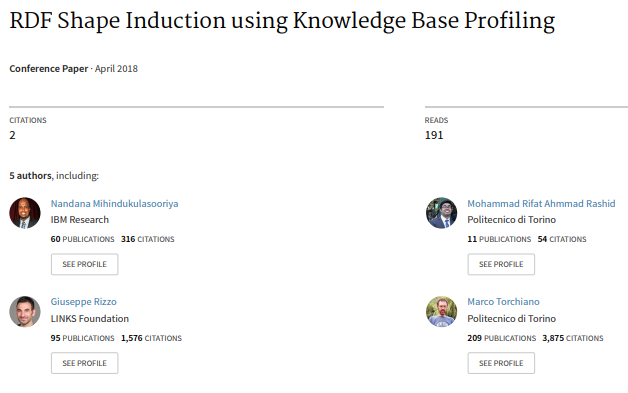 RDF Shape Induction using Knowledge Base Profiling
Conference Paper · April 2018
CITATIONS
2
READS
191
5 authors, including:
Nandana Mihindukulasooriya
IBM Research
60 PUBLICATIONS 316 CITATIONS
SEE PROFILE
Mohammad Rifat Ahmmad Rashid
Politecnico di Torino
11 PUBLICATIONS 54 CITATIONS
SEE PROFILE
Giuseppe Rizzo
LINKS Foundation
95 PUBLICATIONS 1,576 CITATIONS
SEE PROFILE
Marco Torchiano
Politecnico di Torino
209 PUBLICATIONS 3,875 CITATIONS
SEE PROFILE